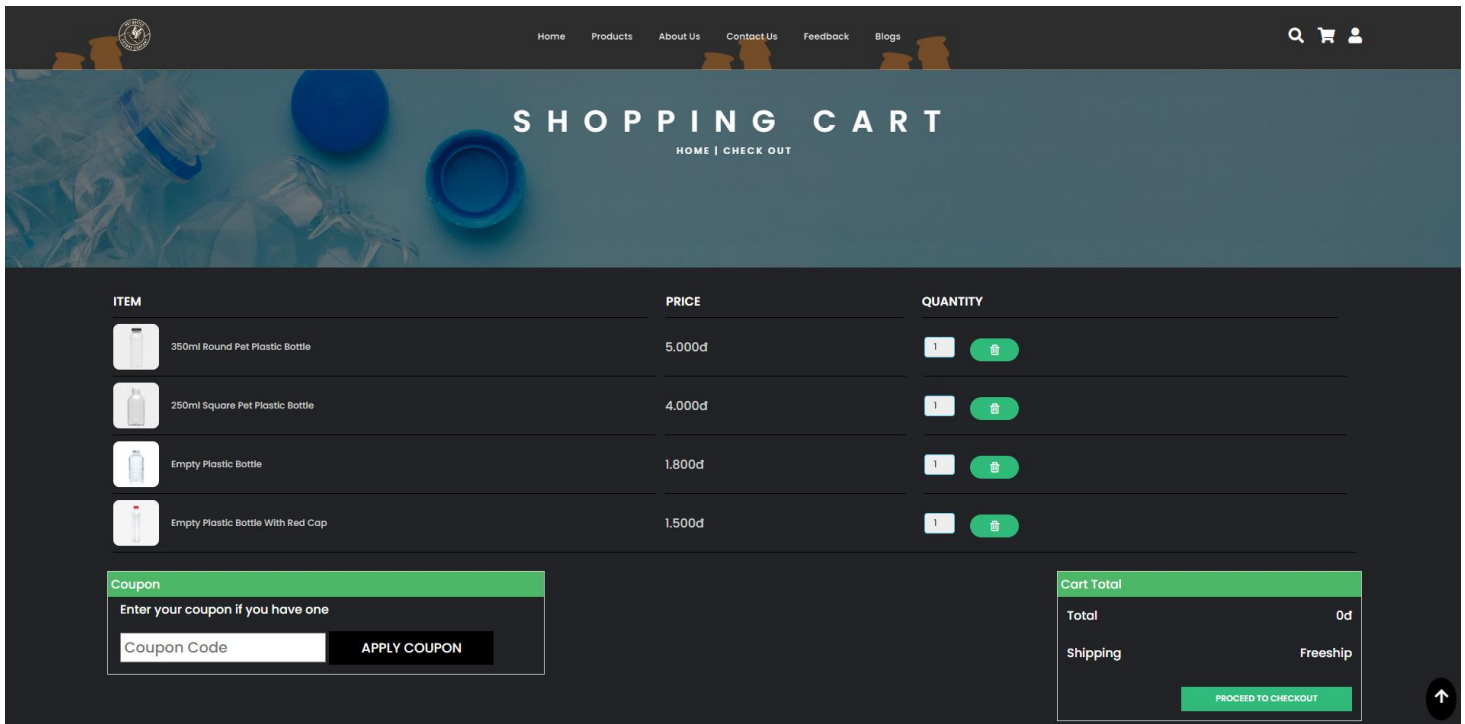 Home Products About Us Contact Us Feedback Blogs
SHOPPING CART
HOME | CHECK OUT
ITEM PRICE QUANTITY
350ml Round Pet Plastic Bottle 5.000đ 1
250ml Square Pet Plastic Bottle 4.000đ 1
Empty Plastic Bottle 1.800đ 1
Empty Plastic Bottle With Red Cap 1.500đ 1
Coupon
Enter your coupon if you have one
Coupon Code APPLY COUPON
Cart Total
Total 0đ
Shipping Freeship
PROCEED TO CHECKOUT